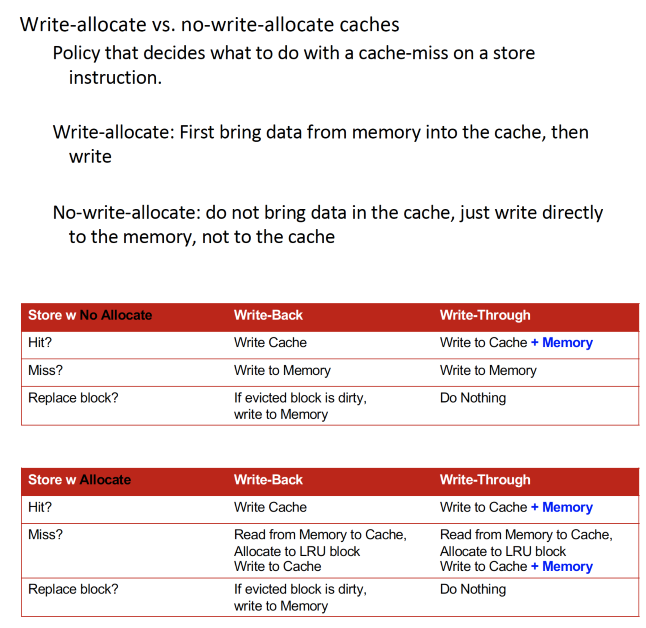 Write-allocate vs. no-write-allocate caches
Policy that decides what to do with a cache-miss on a store
instruction.
Write-allocate: First bring data from memory into the cache, then
write
No-write-allocate: do not bring data in the cache, just write directly
to the memory, not to the cache
Store w No Allocate Write-Back Write-Through
Hit? Write Cache Write to Cache + Memory
Miss? Write to Memory Write to Memory
Replace block? If evicted block is dirty, Do Nothing
write to Memory
Store w Allocate Write-Back Write-Through
Hit? Write Cache Write to Cache + Memory
Miss? Read from Memory to Cache, Read from Memory to Cache,
Allocate to LRU block Allocate to LRU block
Write to Cache Write to Cache + Memory
Replace block? If evicted block is dirty, Do Nothing
write to Memory